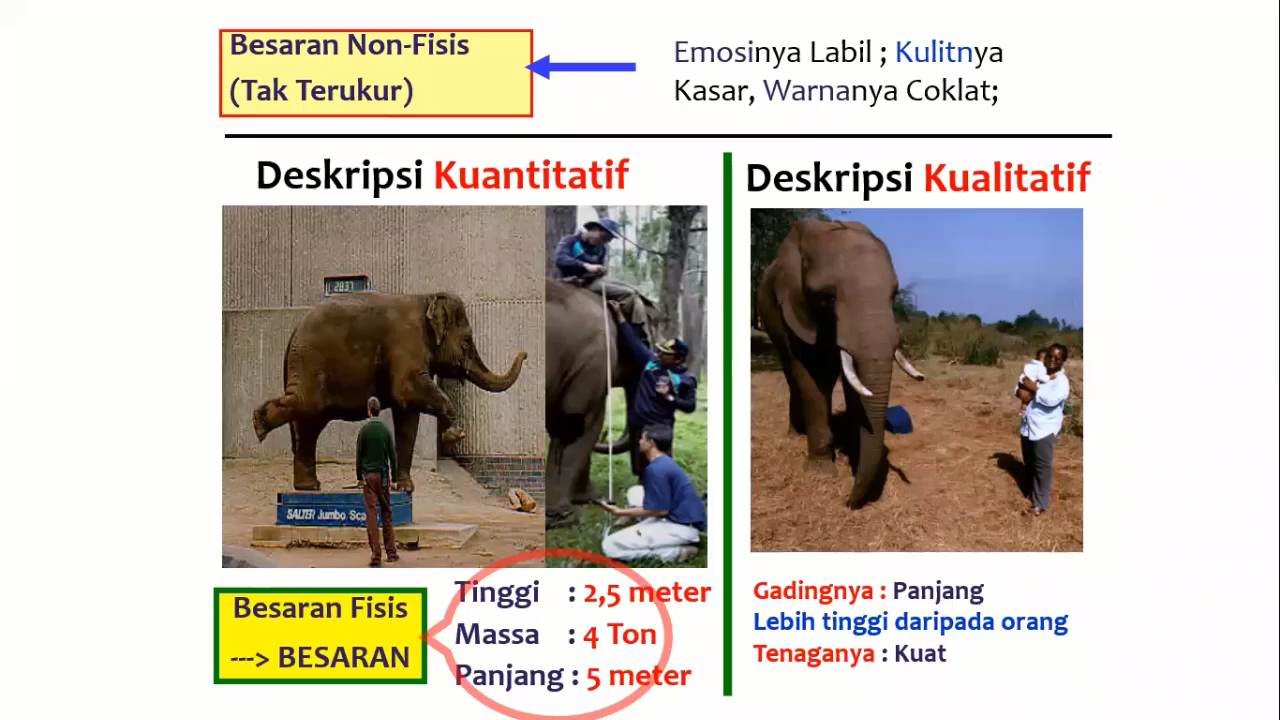 Besaran Non-Fisis
(Tak Terukur)
Emosinya Labil ; Kulitnya
Kasar, Warnanya Coklat;
Deskripsi Kuantitatif
Deskripsi Kualitatif
2837
SALTER Jumbo Sca
Besaran Fisis
---> BESARAN
Tinggi : 2,5 meter
Massa : 4 Ton
Panjang : 5 meter
Gadingnya : Panjang
Lebih tinggi daripada orang
Tenaganya : Kuat